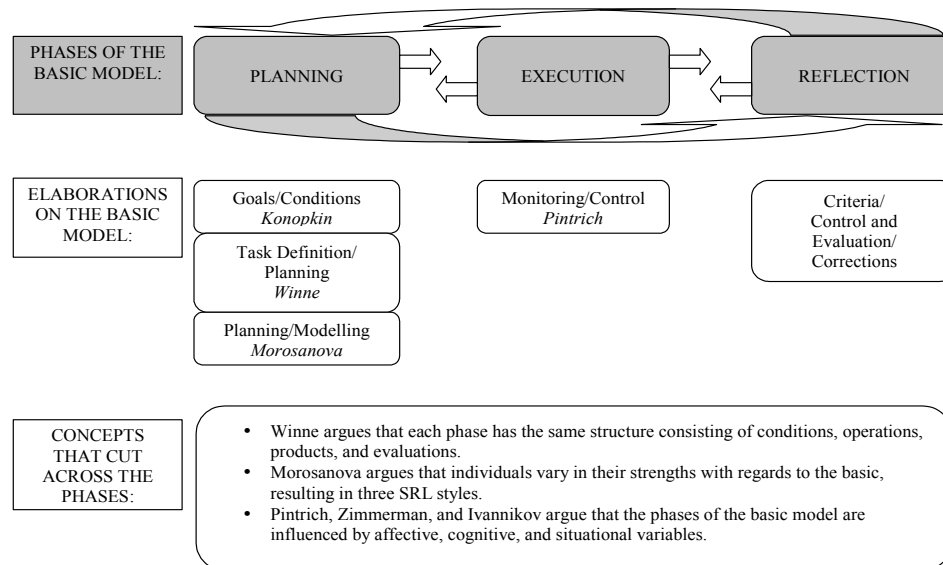 PHASES OF THE
BASIC MODEL:
PLANNING
EXECUTION
REFLECTION
ELABORATIONS
ON THE BASIC
MODEL:
Goals/Conditions
Konopkin
Task Definition/
Planning
Winne
Planning/Modelling
Morosanova
Monitoring/Control
Pintrich
Criteria/
Control and
Evaluation/
Corrections
CONCEPTS
THAT CUT
ACROSS THE
PHASES:
• Winne argues that each phase has the same structure consisting of conditions, operations,
products, and evaluations.
• Morosanova argues that individuals vary in their strengths with regards to the basic,
resulting in three SRL styles.
• Pintrich, Zimmerman, and Ivannikov argue that the phases of the basic model are
influenced by affective, cognitive, and situational variables.